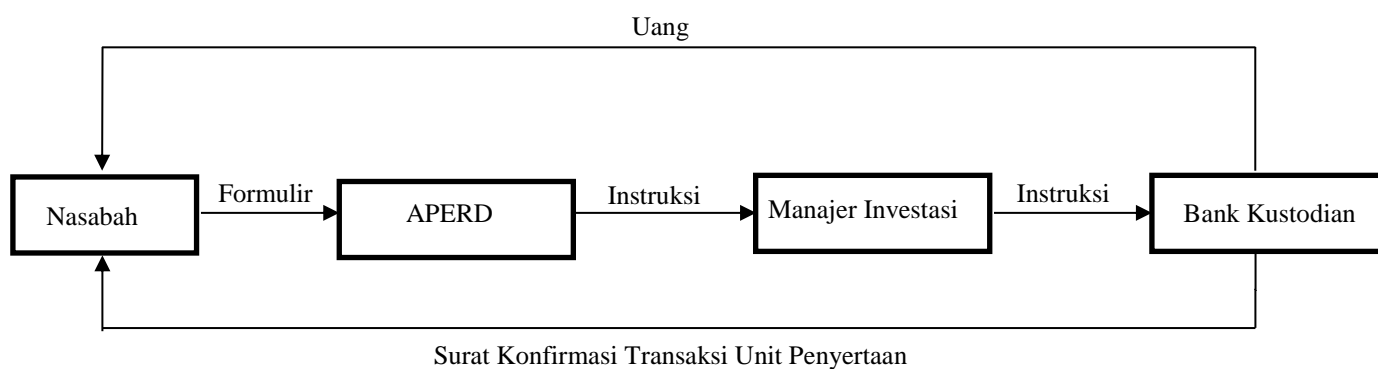 Uang
Formulir
Instruksi
Instruksi
Nasabah
APERD
Manajer Investasi
Bank Kustodian
Surat Konfirmasi Transaksi Unit Penyertaan